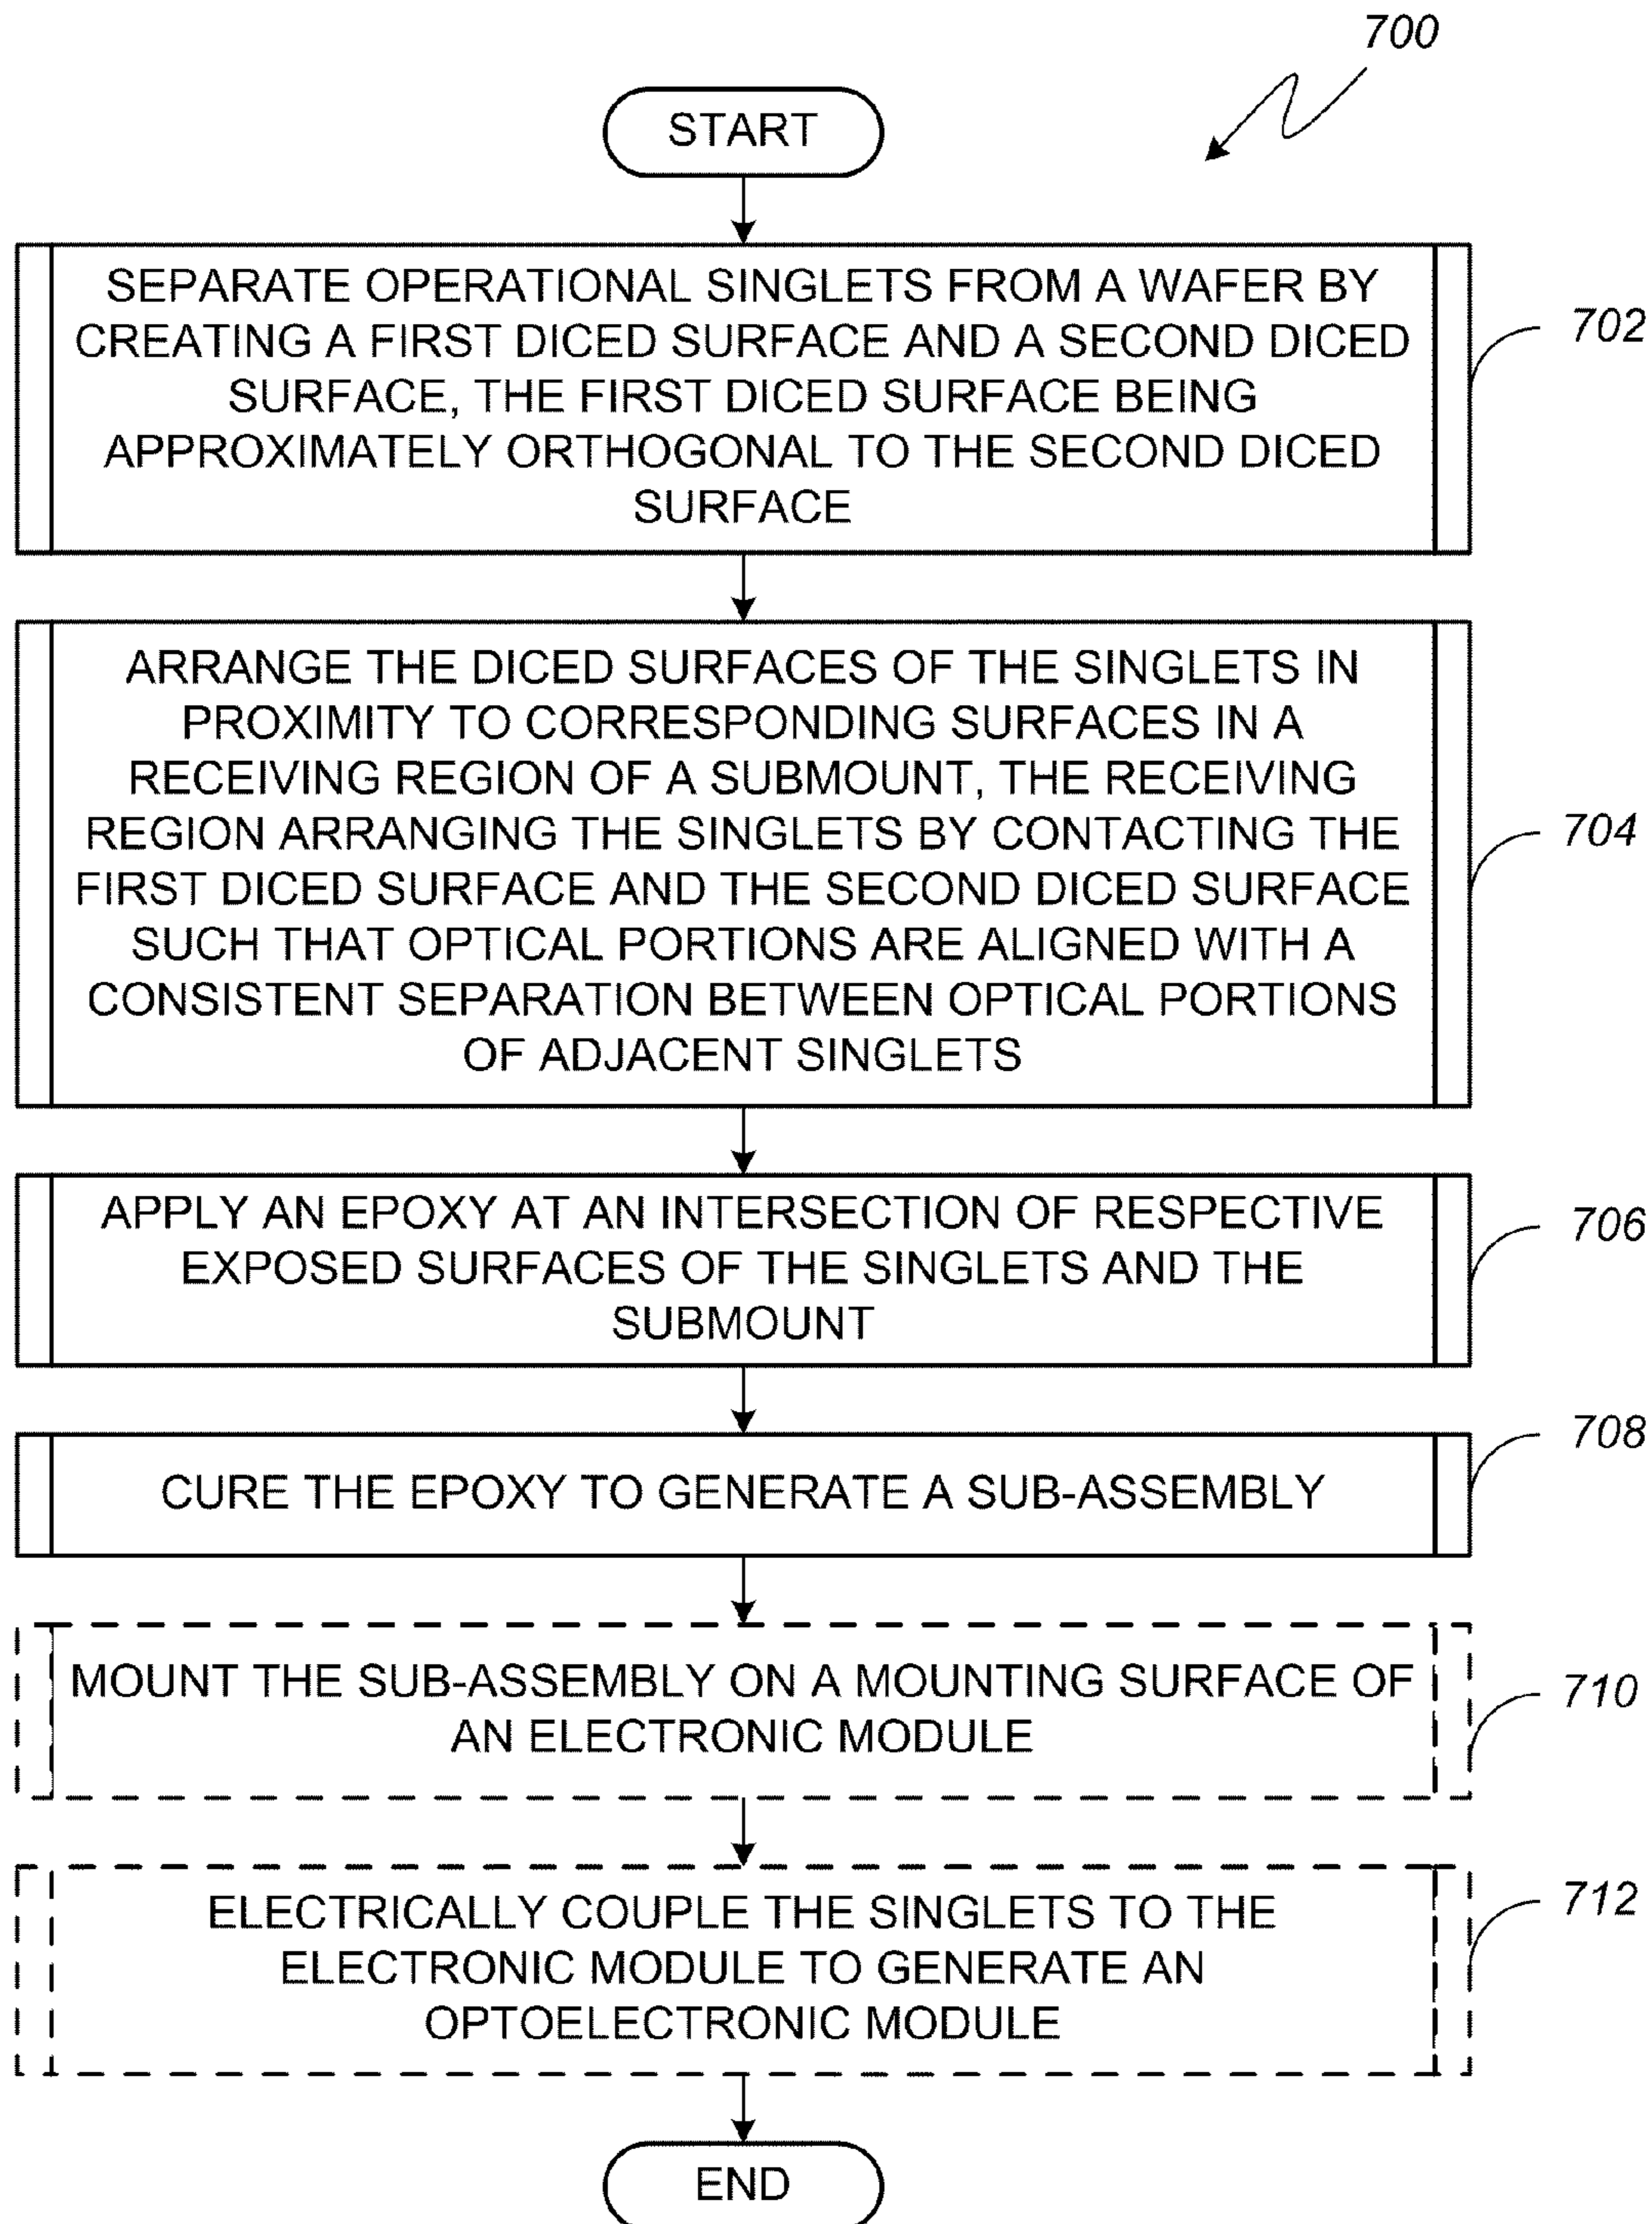 700
START
SEPARATE OPERATIONAL SINGLETS FROM A WAFER BY
CREATING A FIRST DICED SURFACE AND A SECOND DICED
SURFACE, THE FIRST DICED SURFACE BEING
APPROXIMATELY ORTHOGONAL TO THE SECOND DICED
SURFACE
702
ARRANGE THE DICED SURFACES OF THE SINGLETS IN
PROXIMITY TO CORRESPONDING SURFACES IN A
RECEIVING REGION OF A SUBMOUNT, THE RECEIVING
REGION ARRANGING THE SINGLETS BY CONTACTING THE
FIRST DICED SURFACE AND THE SECOND DICED SURFACE
SUCH THAT OPTICAL PORTIONS ARE ALIGNED WITH A
CONSISTENT SEPARATION BETWEEN OPTICAL PORTIONS
OF ADJACENT SINGLETS
704
APPLY AN EPOXY AT AN INTERSECTION OF RESPECTIVE
EXPOSED SURFACES OF THE SINGLETS AND THE
SUBMOUNT
706
CURE THE EPOXY TO GENERATE A SUB-ASSEMBLY
708
MOUNT THE SUB-ASSEMBLY ON A MOUNTING SURFACE OF
AN ELECTRONIC MODULE
710
ELECTRICALLY COUPLE THE SINGLETS TO THE
ELECTRONIC MODULE TO GENERATE AN
OPTOELECTRONIC MODULE
712
END